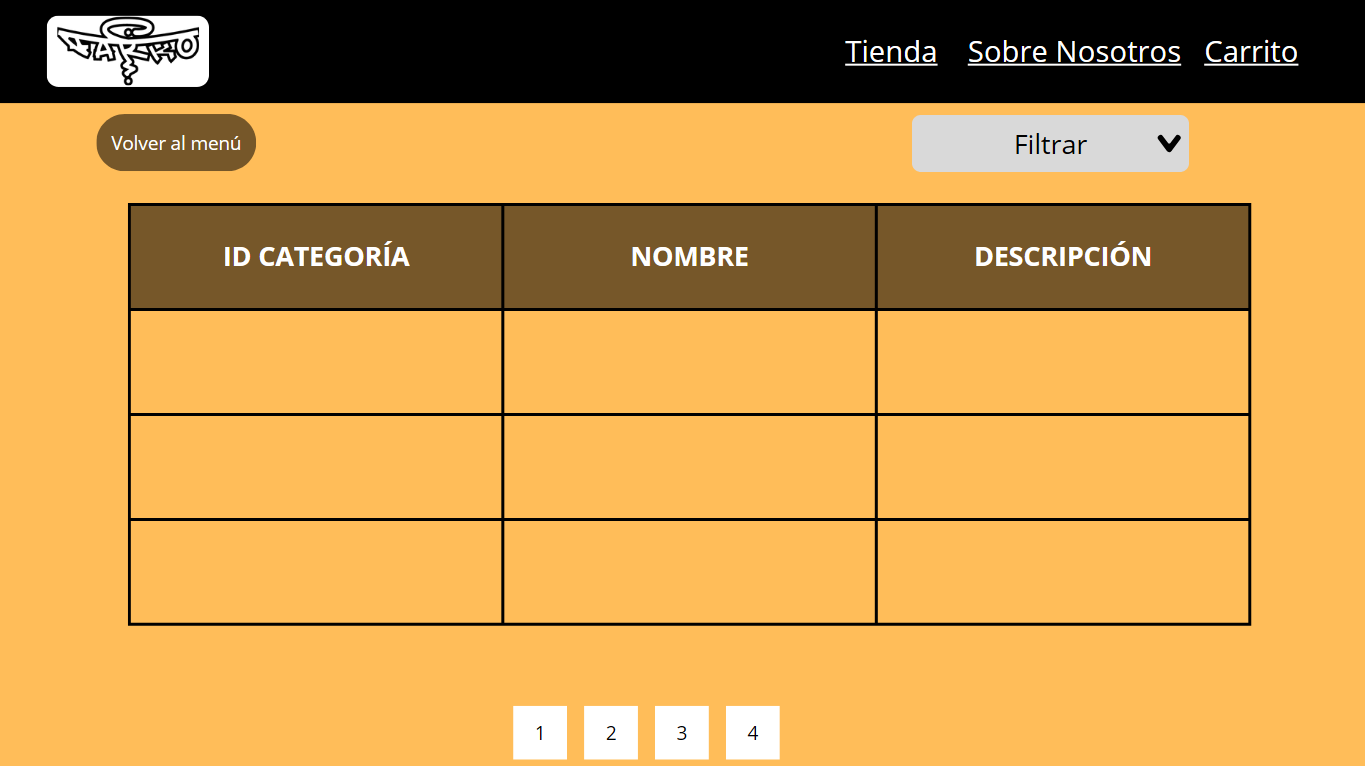 Tienda Sobre Nosotros Carrito
Volver al menú
Filtrar
ID CATEGORÍA NOMBRE DESCRIPCIÓN
1 2 3 4